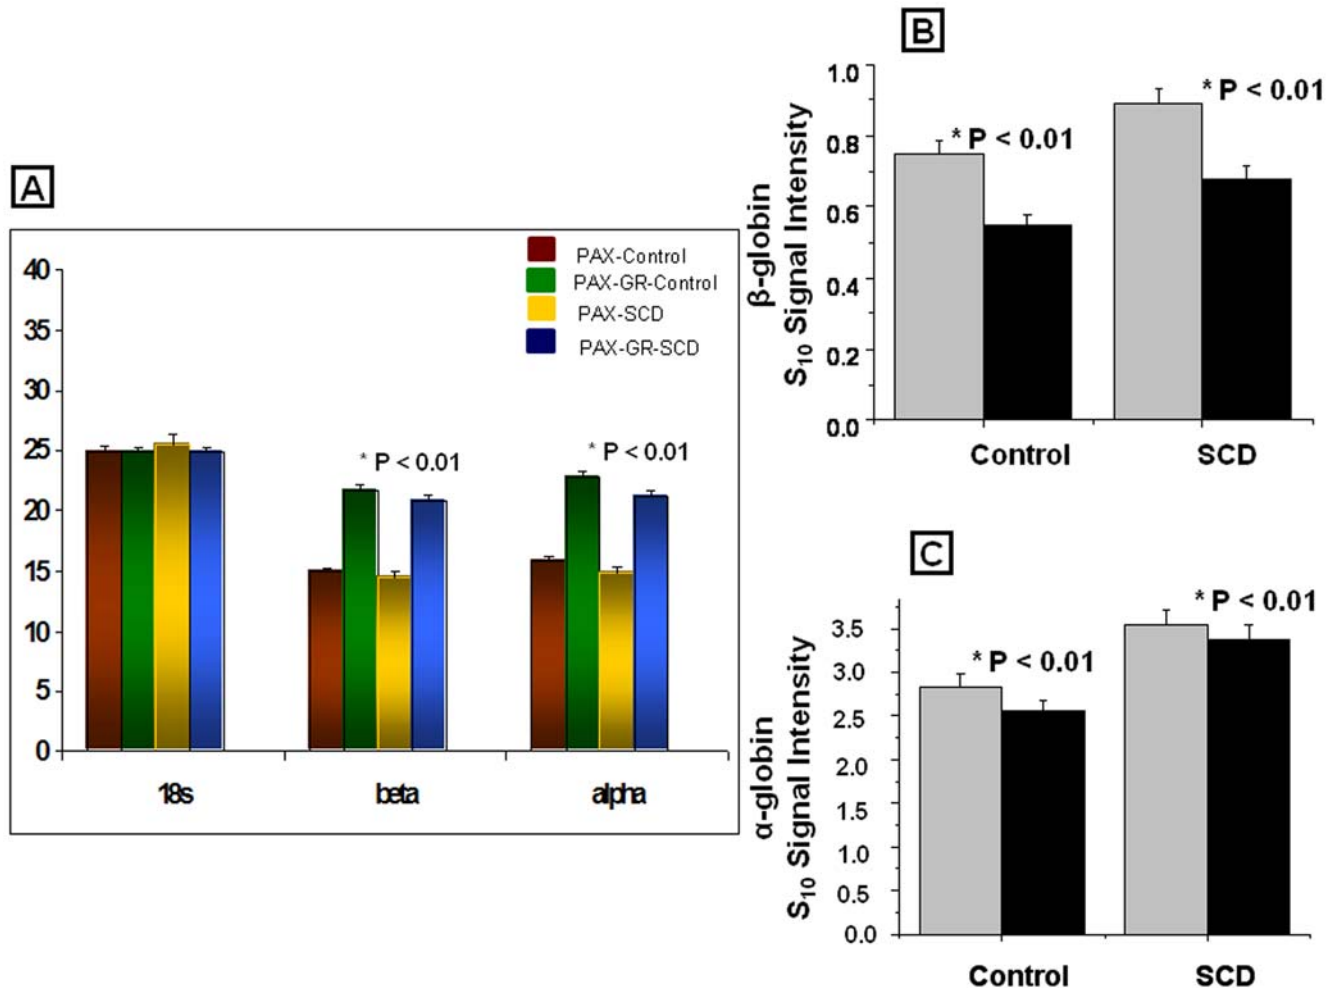 A
PAX-Control
PAX-GR-Control
PAX-SCD
PAX-GR-SCD
40
35
30
25
20
15
10
5
0
* P < 0.01
* P < 0.01
18s
beta
alpha
B
β-globin
S10 Signal Intensity
1.0
0.8
0.6
0.4
0.2
0.0
* P < 0.01
* P < 0.01
Control
SCD
C
α-globin
S10 Signal Intensity
3.5
3.0
2.5
2.0
1.5
1.0
0.5
0.0
* P < 0.01
* P < 0.01
Control
SCD